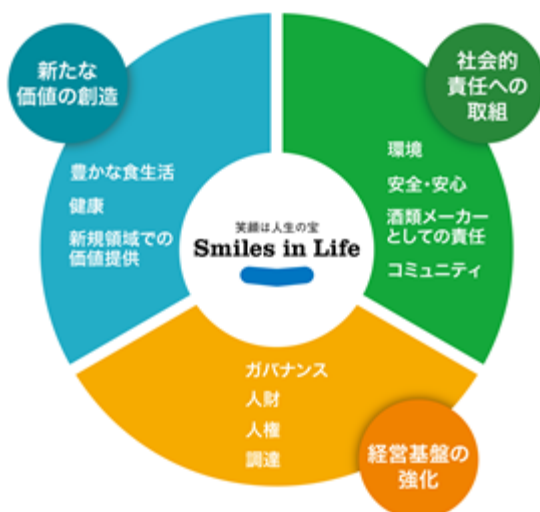 新たな
価値の創造
豊かな食生活
健康
新規領域での
価値提供
社会的
責任への
取組
環境
安全・安心
酒類メーカー
としての責任
コミュニティ
笑顔は人生の宝
Smiles in Life
ガバナンス
人財
人権
調達
経営基盤の
強化